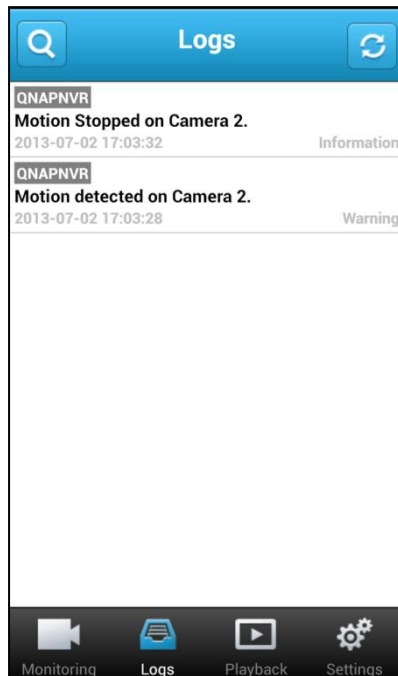 Logs
QNAPNVR
Motion Stopped on Camera 2.
2013-07-02 17:03:32 Information
QNAPNVR
Motion detected on Camera 2.
2013-07-02 17:03:28 Warning
Monitoring Logs Playback Settings